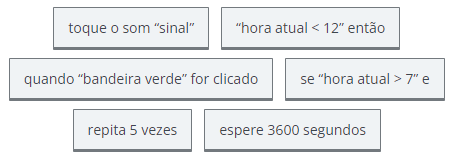 toque o som “sinal”
“hora atual < 12” então
quando “bandeira verde” for clicado
se “hora atual > 7” e
repita 5 vezes
espere 3600 segundos